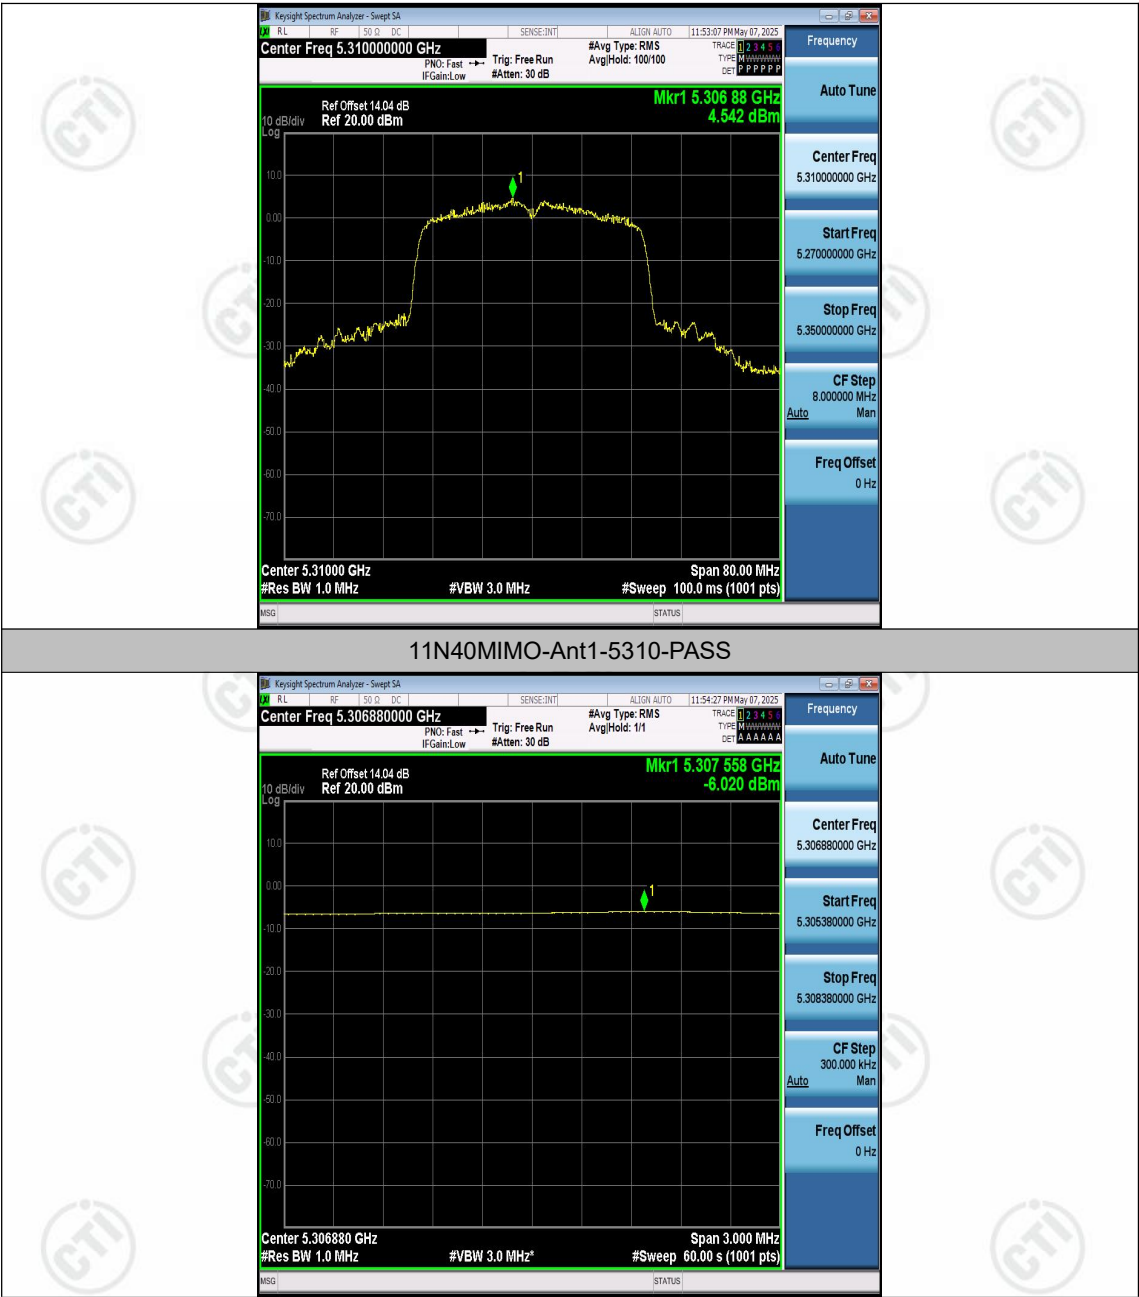 Keysight Spectrum Analyzer - Swept SA
RL RF 50 Ω DC SENSE:INT ALIGN AUTO 11:53:07 PM May 07, 2025
Center Freq 5.310000000 GHz
PNO: Fast
IFGain:Low
Trig: Free Run
#Atten: 30 dB
#Avg Type: RMS
Avg|Hold: 100/100
TRACE 1 2 3 4 5 6
TYPE M
DET P P P P P P
Ref Offset 14.04 dB
10 dB/div Ref 20.00 dBm
Log
Mkr1 5.306 88 GHz
4.542 dBm
1
10.0
0.00
-10.0
-20.0
-30.0
-40.0
-50.0
-60.0
-70.0
Center 5.31000 GHz Span 80.00 MHz
#Res BW 1.0 MHz #VBW 3.0 MHz #Sweep 100.0 ms (1001 pts)
MSG STATUS
Frequency
Auto Tune
Center Freq
5.310000000 GHz
Start Freq
5.270000000 GHz
Stop Freq
5.350000000 GHz
CF Step
8.000000 MHz
Auto Man
Freq Offset
0 Hz
11N40MIMO-Ant1-5310-PASS
Keysight Spectrum Analyzer - Swept SA
RL RF 50 Ω DC SENSE:INT ALIGN AUTO 11:54:27 PM May 07, 2025
Center Freq 5.306880000 GHz
PNO: Fast
IFGain:Low
Trig: Free Run
#Atten: 30 dB
#Avg Type: RMS
Avg|Hold: 1/1
TRACE 1 2 3 4 5 6
TYPE M
DET A A A A A A
Ref Offset 14.04 dB
10 dB/div Ref 20.00 dBm
Log
Mkr1 5.307 558 GHz
-6.020 dBm
1
10.0
0.00
-10.0
-20.0
-30.0
-40.0
-50.0
-60.0
-70.0
Center 5.306880 GHz Span 3.000 MHz
#Res BW 1.0 MHz #VBW 3.0 MHz* #Sweep 60.00 s (1001 pts)
MSG STATUS
Frequency
Auto Tune
Center Freq
5.306880000 GHz
Start Freq
5.305380000 GHz
Stop Freq
5.308380000 GHz
CF Step
300.000 kHz
Auto Man
Freq Offset
0 Hz
CTI
CTI
CTI
CTI
CTI
CTI
CTI
CTI
CTI
CTI